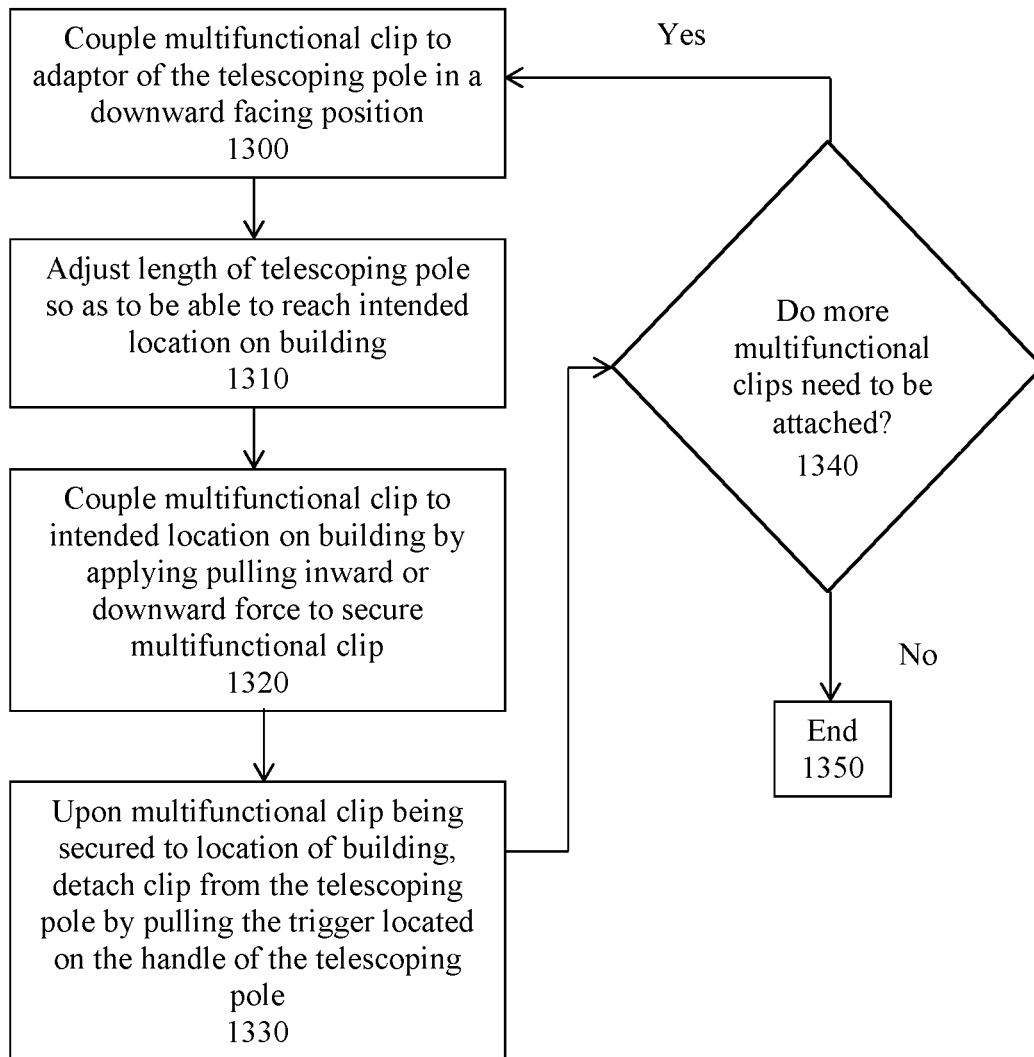 Couple multifunctional clip to
adaptor of the telescoping pole in a
downward facing position
1300
Adjust length of telescoping pole
so as to be able to reach intended
location on building
1310
Couple multifunctional clip to
intended location on building by
applying pulling inward or
downward force to secure
multifunctional clip
1320
Upon multifunctional clip being
secured to location of building,
detach clip from the telescoping
pole by pulling the trigger located
on the handle of the telescoping
pole
1330
Yes
Do more
multifunctional
clips need to be
attached?
1340
No
End
1350